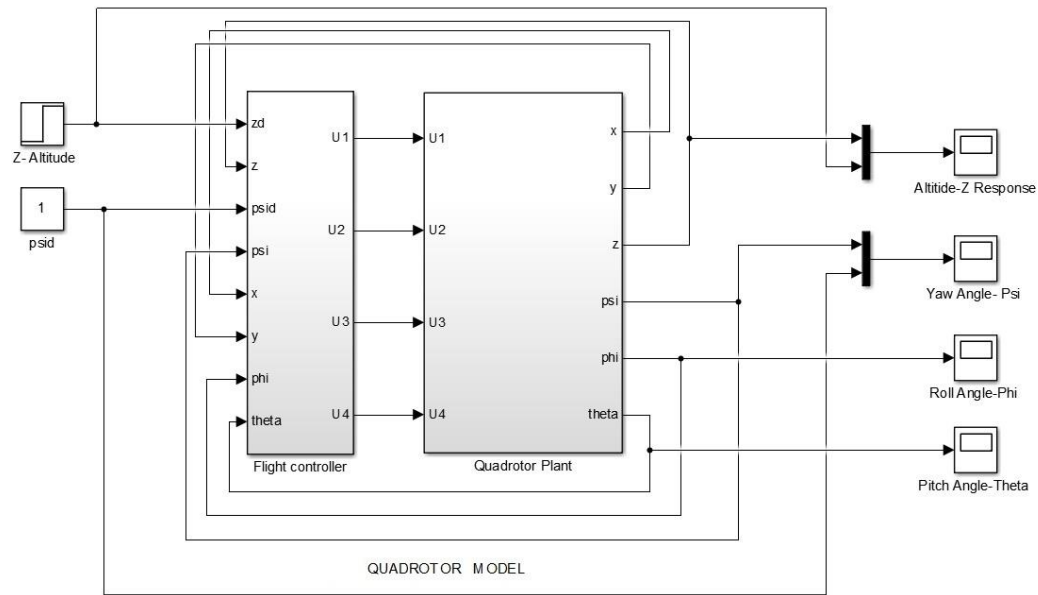 Z- Altitude
1
psid
zd
z
psid
psi
x
y
phi
theta
U1
U2
U3
U4
Flight controller
U1
U2
U3
U4
x
y
z
psi
phi
theta
Quadrotor Plant
Altitide-Z Response
Yaw Angle- Psi
Roll Angle-Phi
Pitch Angle-Theta
QUADROTOR MODEL